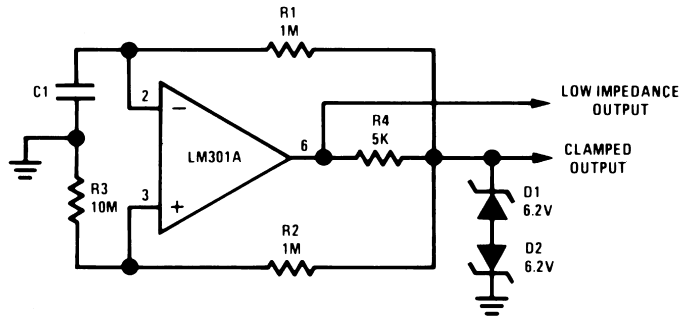 R1
1M
C1
2
LM301A
6
R4
5K
LOW IMPEDANCE
OUTPUT
CLAMPED
OUTPUT
R3
10M
3
R2
1M
D1
6.2V
D2
6.2V